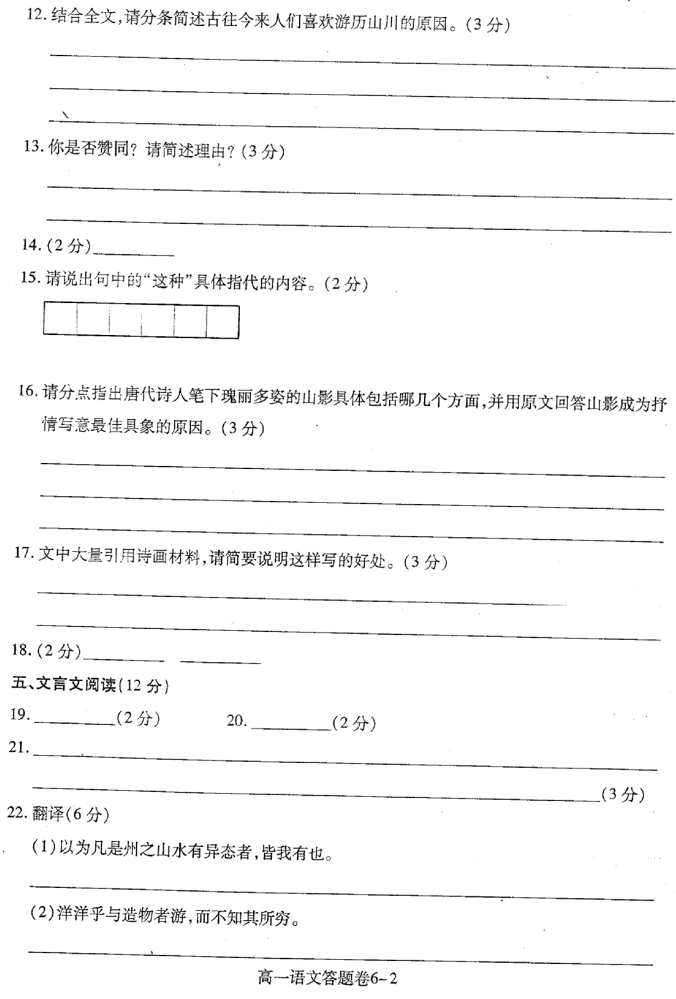 12. 结合全文,请分条简述古往今来人们喜欢游历山川的原因。(3 分)
13. 你是否赞同? 请简述理由? (3 分)
14. (2 分)
15. 请说出句中的“这种”具体指代的内容。(2 分)
16. 请分点指出唐代诗人笔下瑰丽多姿的山影具体包括哪几个方面,并用原文回答山影成为抒
情写意最佳具象的原因。(3 分)
17. 文中大量引用诗画材料,请简要说明这样写的好处。(3 分)
18. (2 分)
五、文言文阅读(12 分)
19. (2 分) 20. (2 分)
21.
(3 分)
22. 翻译(6 分)
(1)以为凡是州之山水有异态者,皆我有也。
(2)洋洋乎与造物者游,而不知其所穷。
高一语文答题卷6-2